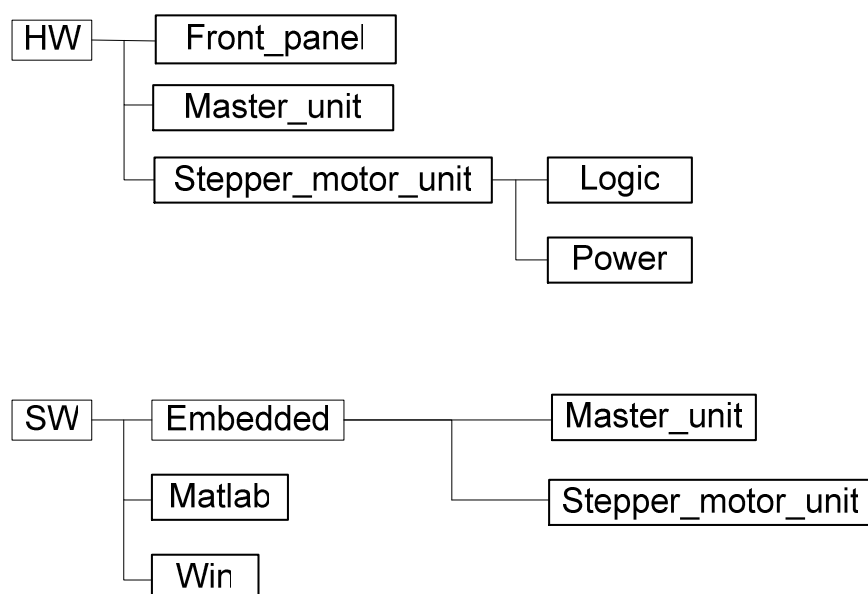 HW
Front_panel
Master_unit
Stepper_motor_unit
Logic
Power
SW
Embedded
Master_unit
Matlab
Stepper_motor_unit
Win